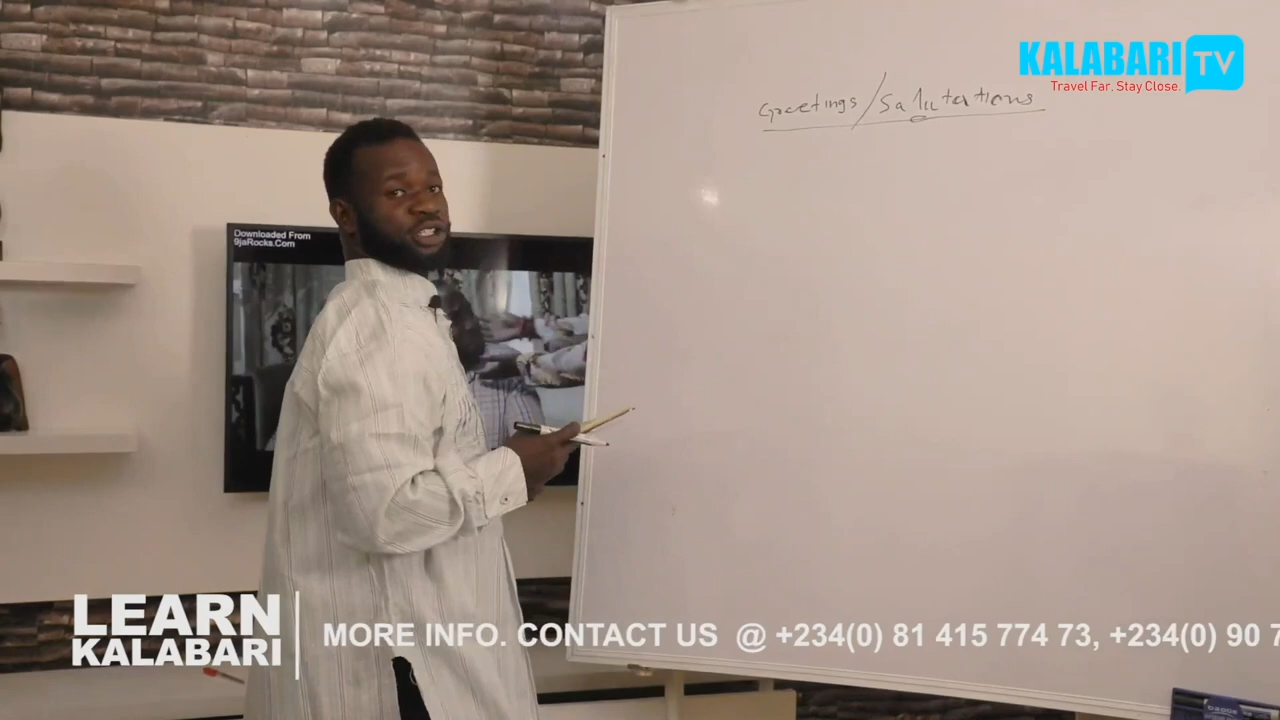 KALABARI TV
Travel Far. Stay Close.
Greetings/Salutations
Downloaded From
9jaRocks.Com
LEARN
KALABARI
MORE INFO. CONTACT US @ +234(0) 81 415 774 73, +234(0) 90 7